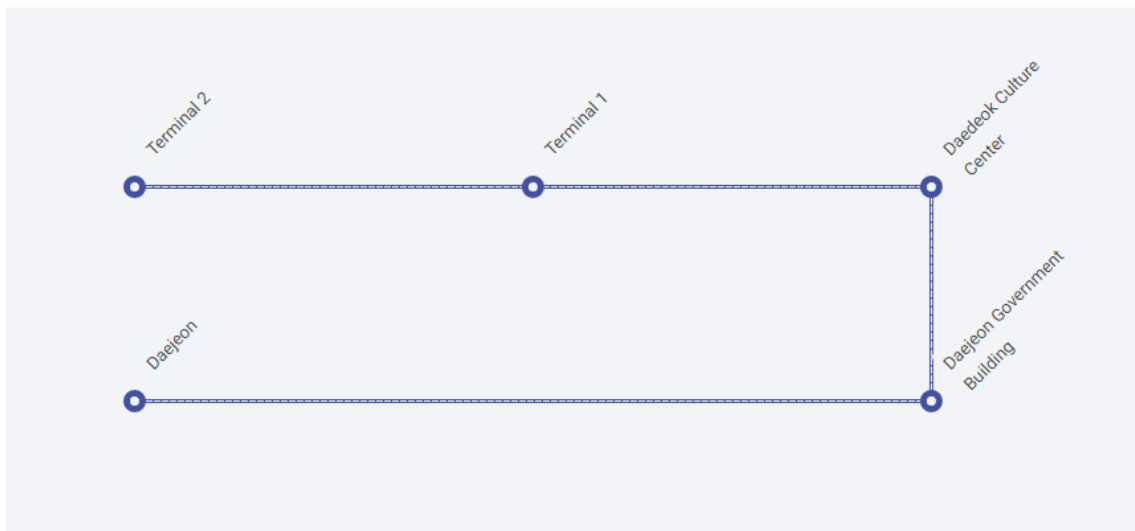 Terminal 2
Terminal 1
Daedeok Culture
Center
Daejeon
Daejeon Government
Building